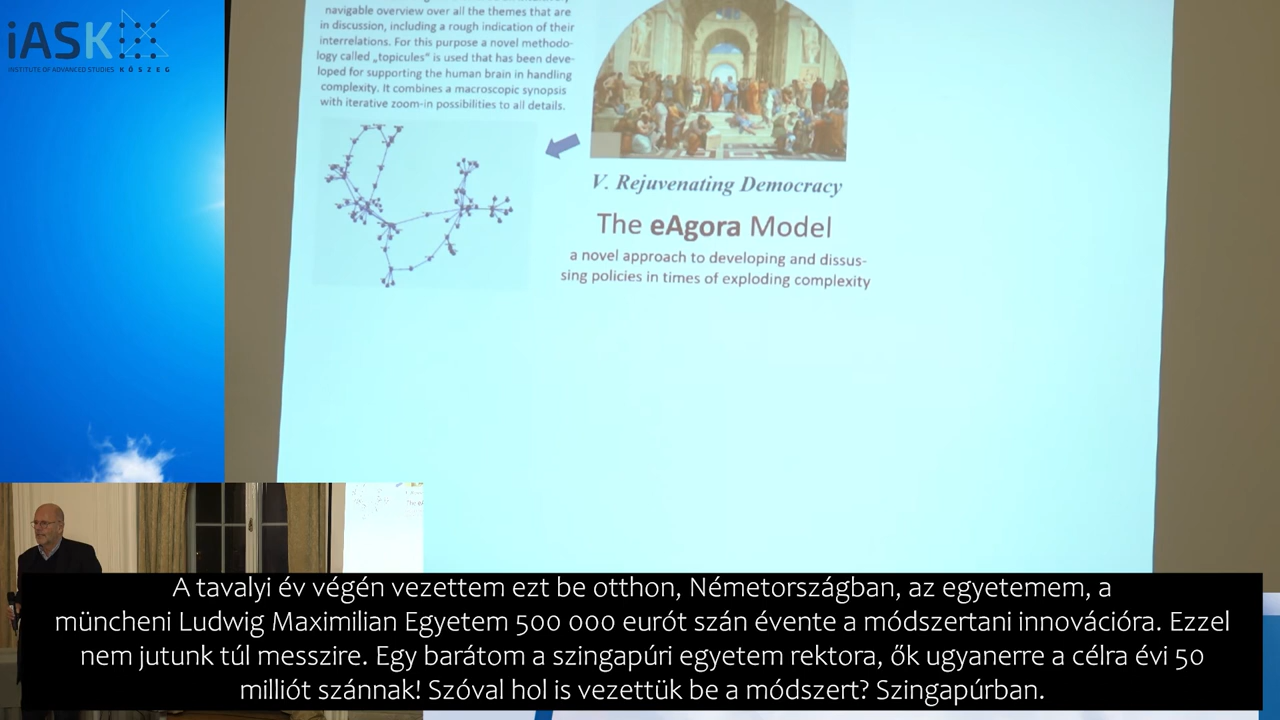 iASK
INSTITUTE OF ADVANCED STUDIES KŐSZEG
navigable overview over all the themes that are
in discussion, including a rough indication of their
interrelations. For this purpose a novel methodo-
logy called „topicules" is used that has been deve-
loped for supporting the human brain in handling
complexity. It combines a macroscopic synopsis
with iterative zoom-in possibilities to all details.
V. Rejuvenating Democracy
The eAgora Model
a novel approach to developing and dissus-
sing policies in times of exploding complexity
A tavalyi év végén vezettem ezt be otthon, Németországban, az egyetemem, a
müncheni Ludwig Maximilian Egyetem 500 000 eurót szán évente a módszertani innovációra. Ezzel
nem jutunk túl messzire. Egy barátom a szingapúri egyetem rektora, ők ugyanerre a célra évi 50
milliót szánnak! Szóval hol is vezettük be a módszert? Szingapúrban.